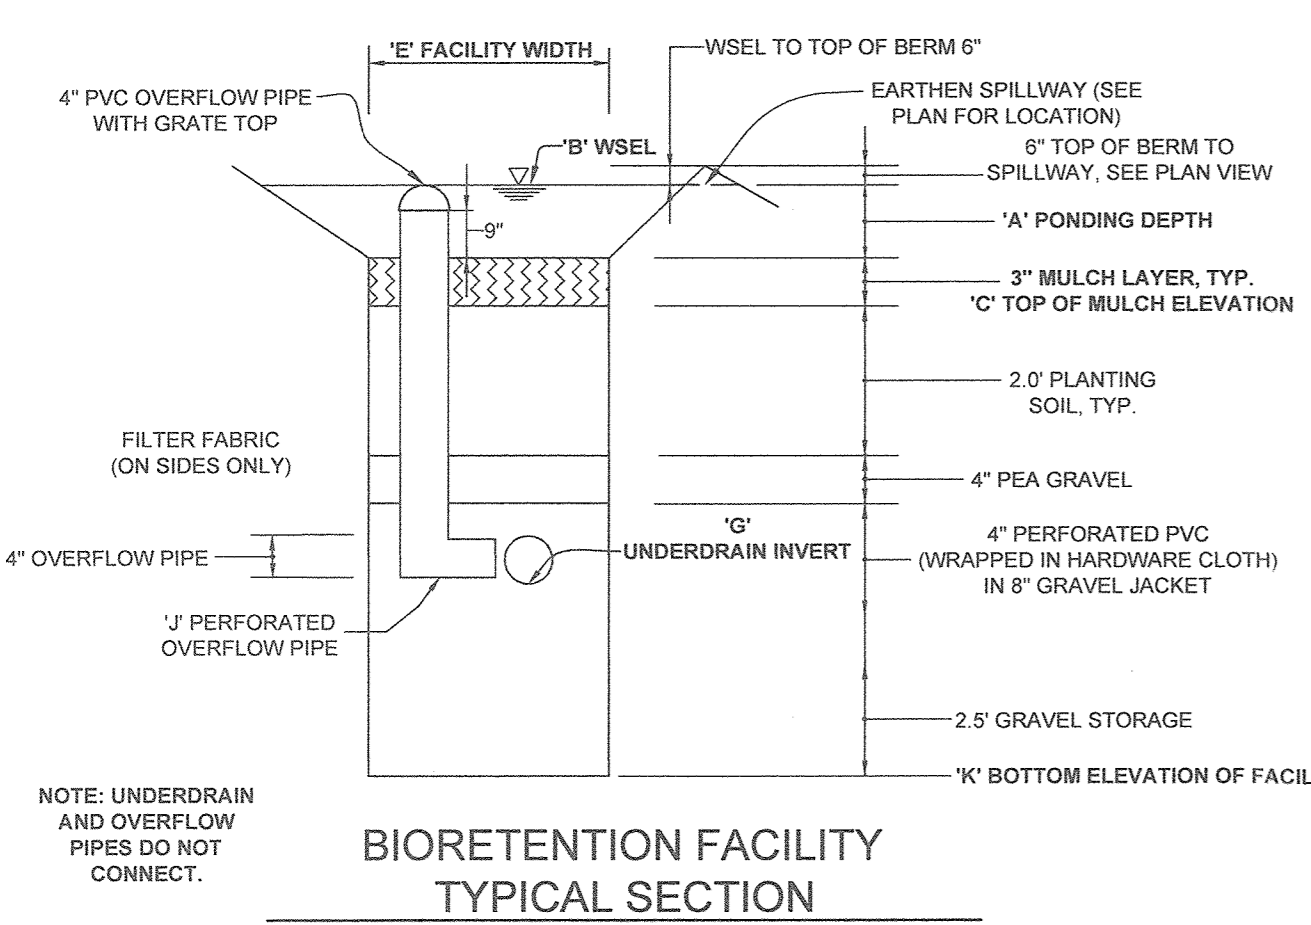 'E' FACILITY WIDTH
WSEL TO TOP OF BERM 6"
4" PVC OVERFLOW PIPE
WITH GRATE TOP
EARTHEN SPILLWAY (SEE
PLAN FOR LOCATION)
'B' WSEL
6" TOP OF BERM TO
SPILLWAY, SEE PLAN VIEW
9"
'A' PONDING DEPTH
3" MULCH LAYER, TYP.
'C' TOP OF MULCH ELEVATION
2.0' PLANTING
SOIL, TYP.
FILTER FABRIC
(ON SIDES ONLY)
4" PEA GRAVEL
'G'
UNDERDRAIN INVERT
4" OVERFLOW PIPE
4" PERFORATED PVC
(WRAPPED IN HARDWARE CLOTH)
IN 8" GRAVEL JACKET
'J' PERFORATED
OVERFLOW PIPE
2.5' GRAVEL STORAGE
'K' BOTTOM ELEVATION OF FACIL
NOTE: UNDERDRAIN
AND OVERFLOW
PIPES DO NOT
CONNECT.
BIORETENTION FACILITY
TYPICAL SECTION